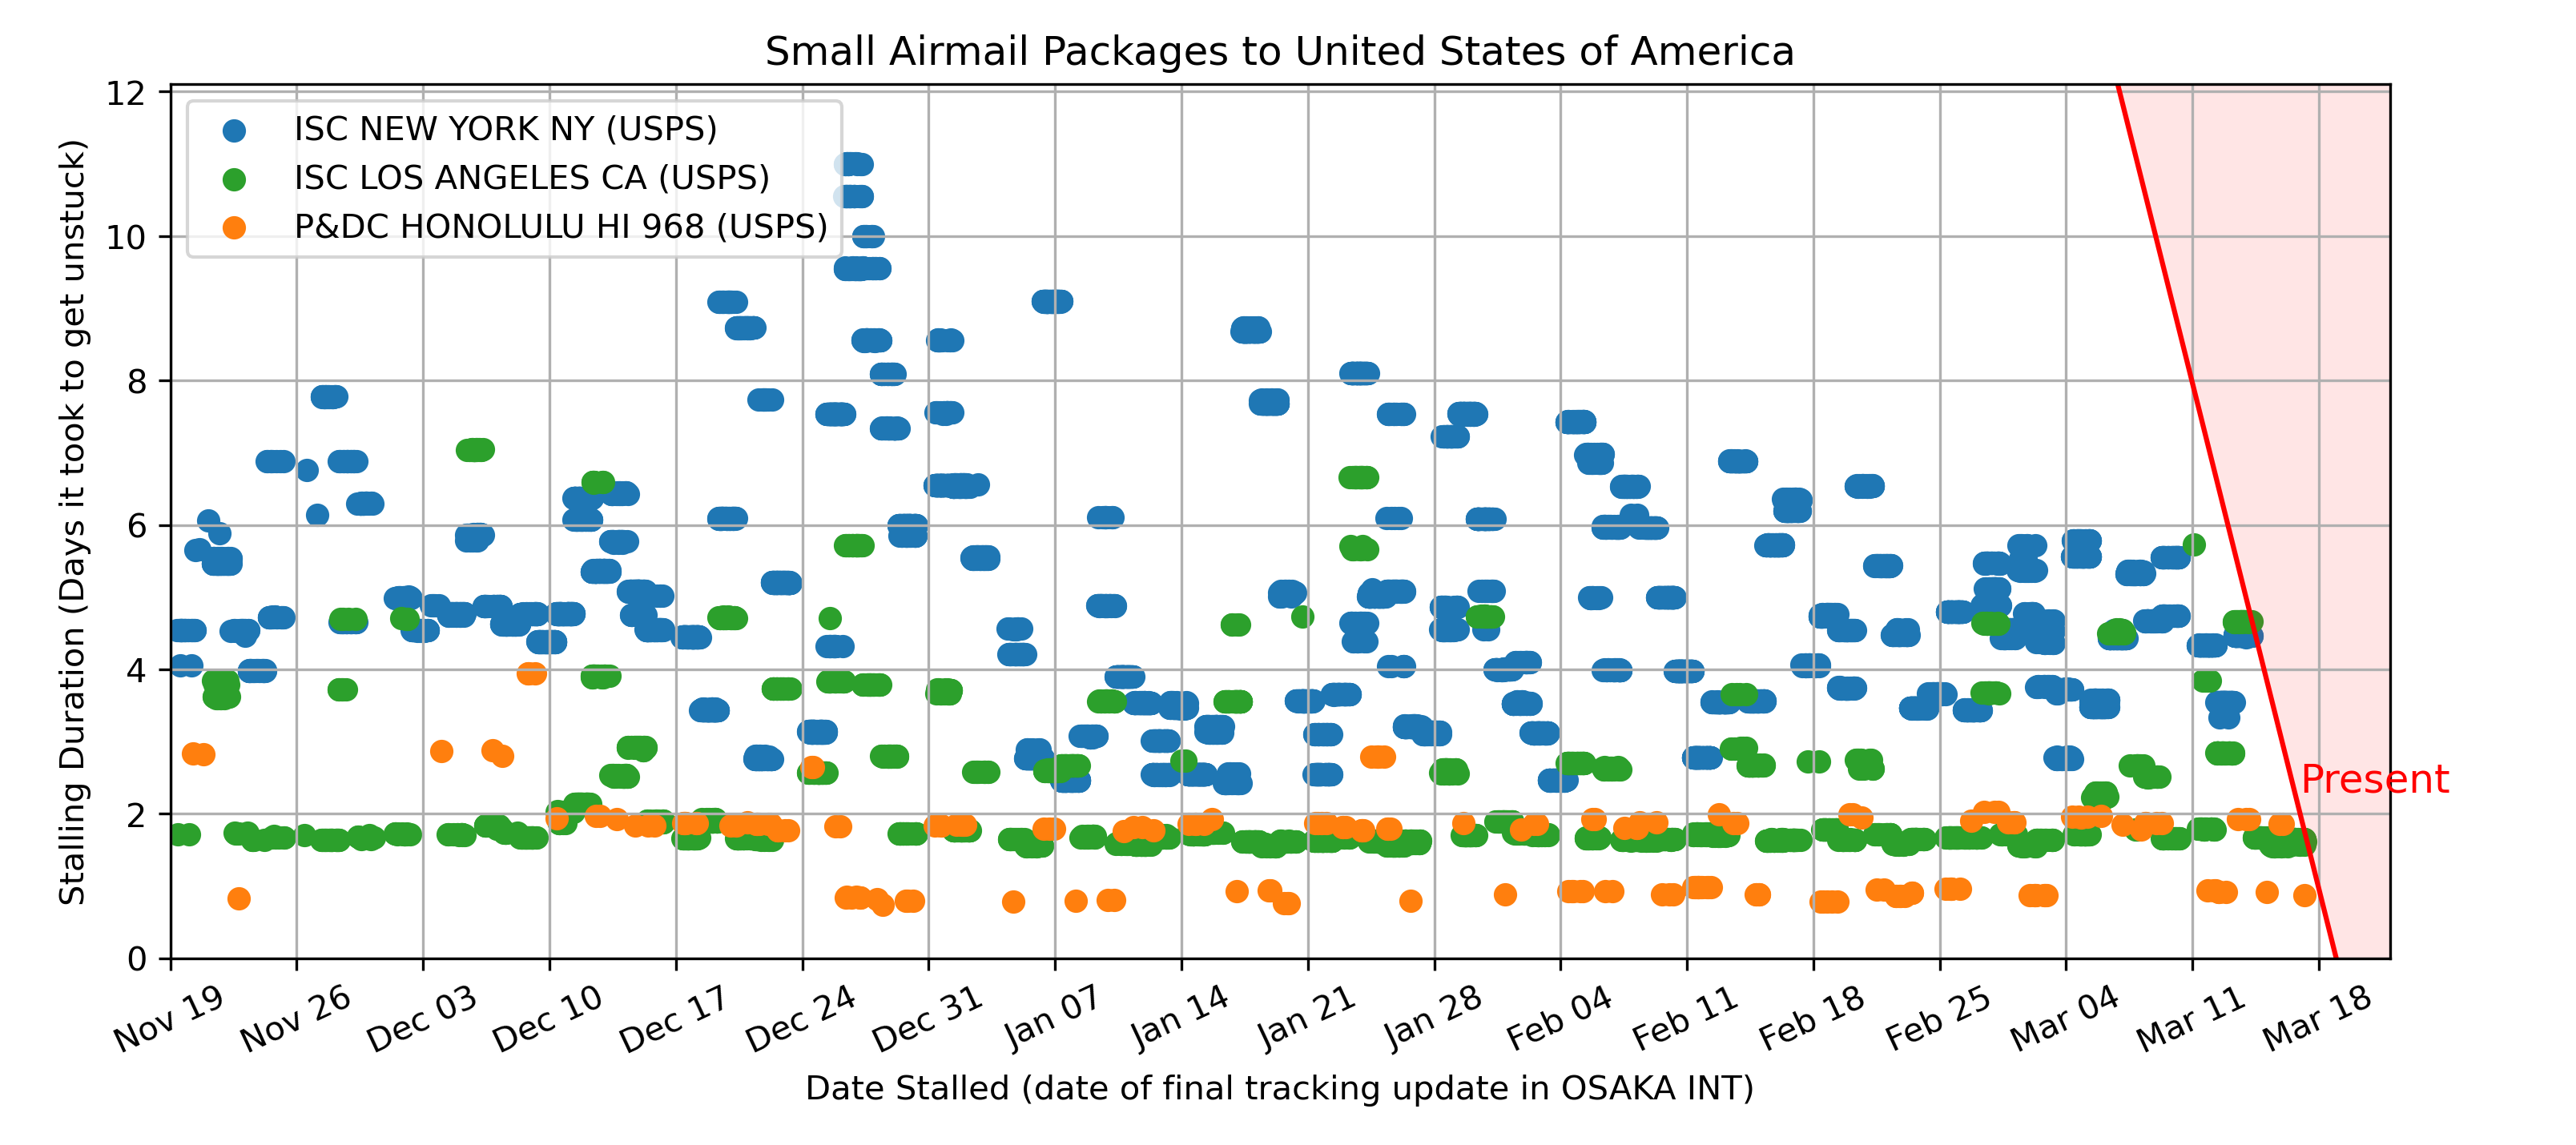 Small Airmail Packages to United States of America
Stalling Duration (Days it took to get unstuck)
12
10
8
6
4
2
0
ISC NEW YORK NY (USPS)
ISC LOS ANGELES CA (USPS)
P&DC HONOLULU HI 968 (USPS)
Present
Nov 19
Nov 26
Dec 03
Dec 10
Dec 17
Dec 24
Dec 31
Jan 07
Jan 14
Jan 21
Jan 28
Feb 04
Feb 11
Feb 18
Feb 25
Mar 04
Mar 11
Mar 18
Date Stalled (date of final tracking update in OSAKA INT)